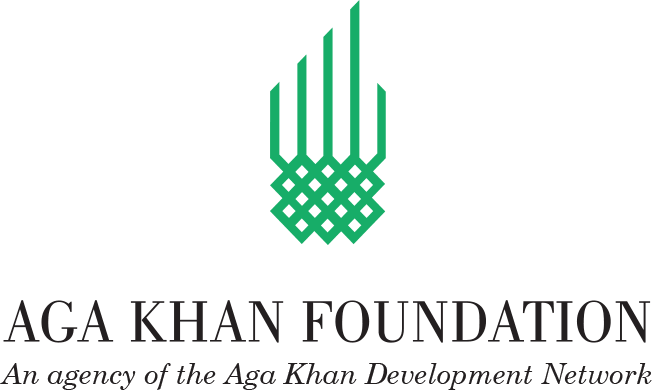 AGA KHAN FOUNDATION
An agency of the Aga Khan Development Network